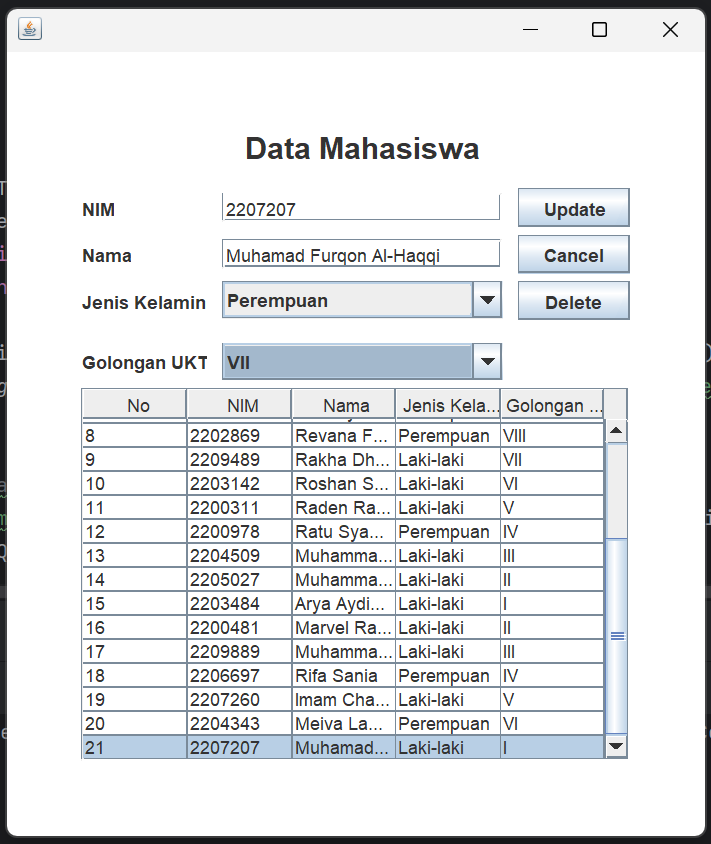 Data Mahasiswa
NIM 2207207 Update
Nama Muhamad Furqon Al-Haqqi Cancel
Jenis Kelamin Perempuan Delete
Golongan UKT VII
No NIM Nama Jenis Kela... Golongan ...
8 2202869 Revana F... Perempuan VIII
9 2209489 Rakha Dh... Laki-laki VII
10 2203142 Roshan S... Laki-laki VI
11 2200311 Raden Ra... Laki-laki V
12 2200978 Ratu Sya... Perempuan IV
13 2204509 Muhamma... Laki-laki III
14 2205027 Muhamma... Laki-laki II
15 2203484 Arya Aydi... Laki-laki I
16 2200481 Marvel Ra... Laki-laki II
17 2209889 Muhamma... Laki-laki III
18 2206697 Rifa Sania Perempuan IV
19 2207260 Imam Cha... Laki-laki V
20 2204343 Meiva La... Perempuan VI
21 2207207 Muhamad... Laki-laki I